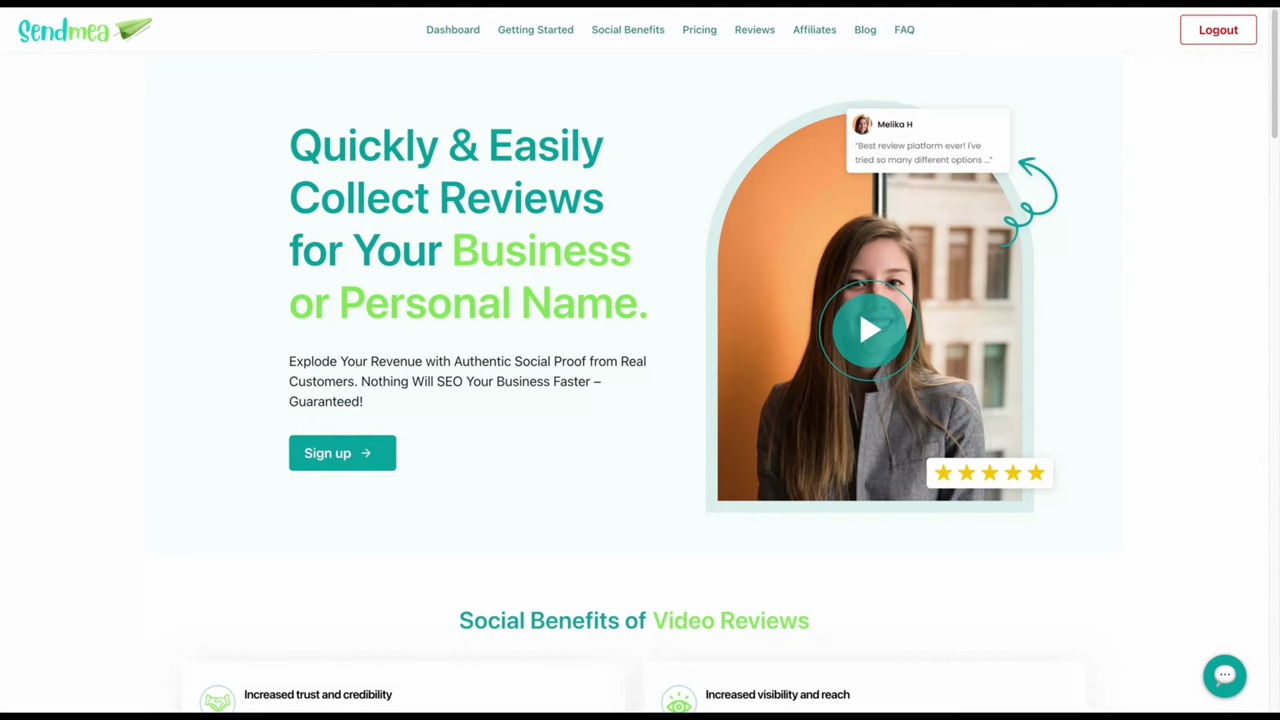 Sendmea
Dashboard
Getting Started
Social Benefits
Pricing
Reviews
Affiliates
Blog
FAQ
Logout
Quickly & Easily
Collect Reviews
for Your Business
or Personal Name.
Explode Your Revenue with Authentic Social Proof from Real
Customers. Nothing Will SEO Your Business Faster –
Guaranteed!
Sign up
Melika H
“Best review platform ever! I've
tried so many different options ...”
Social Benefits of Video Reviews
Increased trust and credibility
Increased visibility and reach